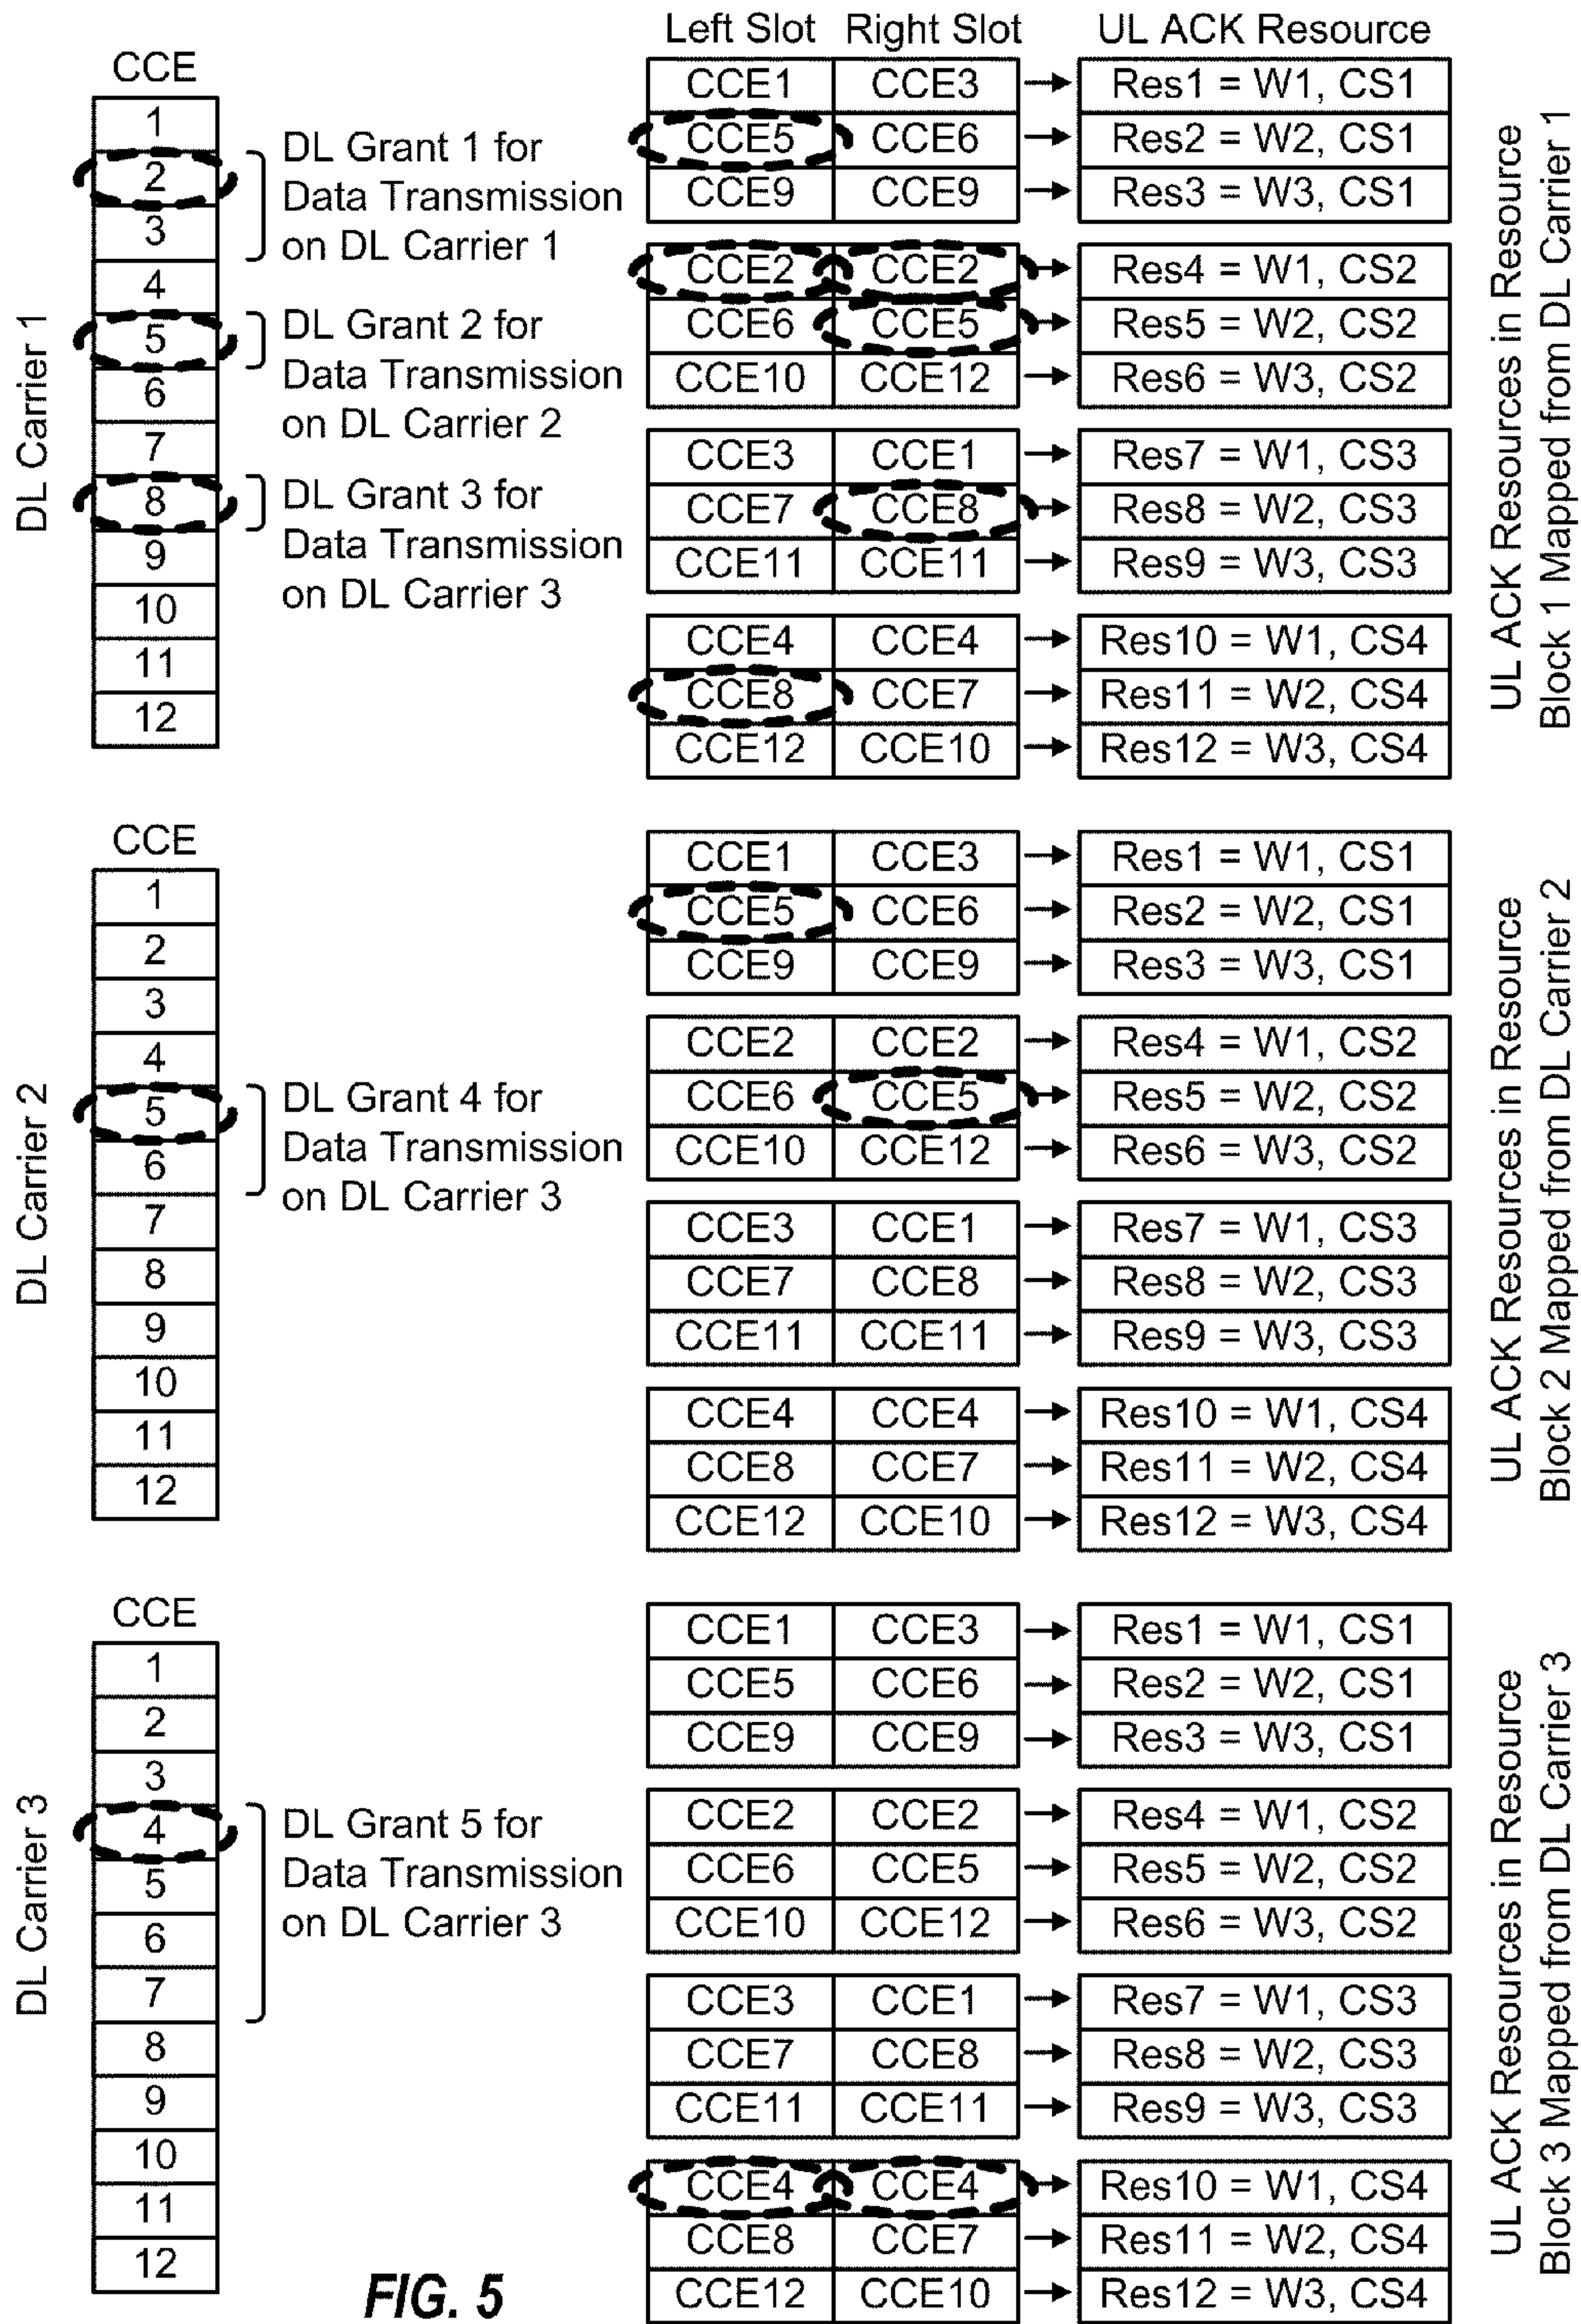 Left Slot Right Slot UL ACK Resource
DL Carrier 1
CCE
1
2
3
4
5
6
7
8
9
10
11
12
DL Grant 1 for
Data Transmission
on DL Carrier 1
DL Grant 2 for
Data Transmission
on DL Carrier 2
DL Grant 3 for
Data Transmission
on DL Carrier 3
CCE1 CCE3 Res1 = W1, CS1
CCE5 CCE6 Res2 = W2, CS1
CCE9 CCE9 Res3 = W3, CS1
CCE2 CCE2 Res4 = W1, CS2
CCE6 CCE5 Res5 = W2, CS2
CCE10 CCE12 Res6 = W3, CS2
CCE3 CCE1 Res7 = W1, CS3
CCE7 CCE8 Res8 = W2, CS3
CCE11 CCE11 Res9 = W3, CS3
CCE4 CCE4 Res10 = W1, CS4
CCE8 CCE7 Res11 = W2, CS4
CCE12 CCE10 Res12 = W3, CS4
UL ACK Resources in Resource
Block 1 Mapped from DL Carrier 1
DL Carrier 2
CCE
1
2
3
4
5
6
7
8
9
10
11
12
DL Grant 4 for
Data Transmission
on DL Carrier 3
CCE1 CCE3 Res1 = W1, CS1
CCE5 CCE6 Res2 = W2, CS1
CCE9 CCE9 Res3 = W3, CS1
CCE2 CCE2 Res4 = W1, CS2
CCE6 CCE5 Res5 = W2, CS2
CCE10 CCE12 Res6 = W3, CS2
CCE3 CCE1 Res7 = W1, CS3
CCE7 CCE8 Res8 = W2, CS3
CCE11 CCE11 Res9 = W3, CS3
CCE4 CCE4 Res10 = W1, CS4
CCE8 CCE7 Res11 = W2, CS4
CCE12 CCE10 Res12 = W3, CS4
UL ACK Resources in Resource
Block 2 Mapped from DL Carrier 2
DL Carrier 3
CCE
1
2
3
4
5
6
7
8
9
10
11
12
DL Grant 5 for
Data Transmission
on DL Carrier 3
CCE1 CCE3 Res1 = W1, CS1
CCE5 CCE6 Res2 = W2, CS1
CCE9 CCE9 Res3 = W3, CS1
CCE2 CCE2 Res4 = W1, CS2
CCE6 CCE5 Res5 = W2, CS2
CCE10 CCE12 Res6 = W3, CS2
CCE3 CCE1 Res7 = W1, CS3
CCE7 CCE8 Res8 = W2, CS3
CCE11 CCE11 Res9 = W3, CS3
CCE4 CCE4 Res10 = W1, CS4
CCE8 CCE7 Res11 = W2, CS4
CCE12 CCE10 Res12 = W3, CS4
UL ACK Resources in Resource
Block 3 Mapped from DL Carrier 3
FIG. 5